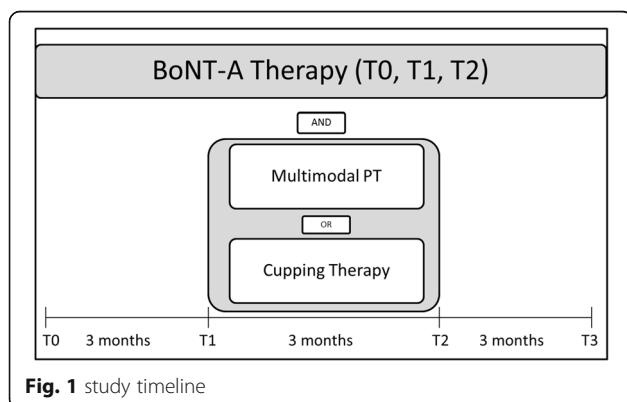 BoNT-A Therapy (T0, T1, T2)
AND
Multimodal PT
OR
Cupping Therapy
T0 3 months T1 3 months T2 3 months T3
Fig. 1 study timeline